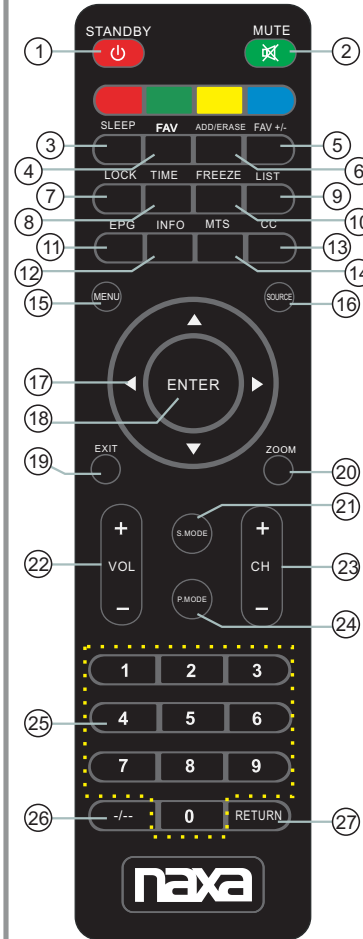 STANDBY MUTE
1 2
SLEEP FAV ADD/ERASE FAV +/-
3 4 6 5
LOCK TIME FREEZE LIST
7 8 10 9
EPG INFO MTS CC
11 12 14 13
MENU SOURCE
15 16
17
ENTER
18
EXIT ZOOM
19 20
21
+ S.MODE +
22 VOL CH 23
- P.MODE -
24
1 2 3
25 4 5 6
7 8 9
26 -/-- 0 RETURN 27
naxa